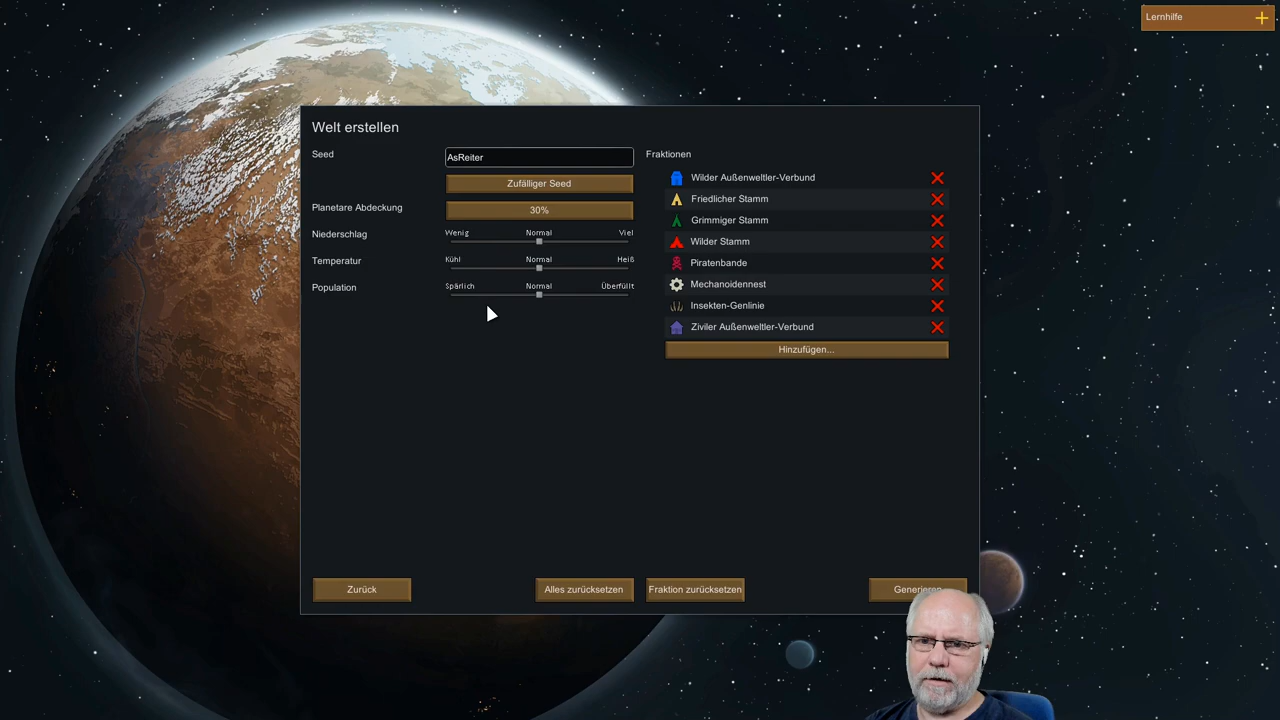 Lernhilfe
Welt erstellen
Seed
AsReiter
Zufälliger Seed
Planetare Abdeckung
30%
Niederschlag
Wenig Normal Viel
Temperatur
Kühl Normal Heiß
Population
Spärlich Normal Überfüllt
Fraktionen
Wilder Außenweltler-Verbund
Friedlicher Stamm
Grimmiger Stamm
Wilder Stamm
Piratenbande
Mechanoidennest
Insekten-Genlinie
Ziviler Außenweltler-Verbund
Hinzufügen...
Zurück
Alles zurücksetzen
Fraktion zurücksetzen
Generieren